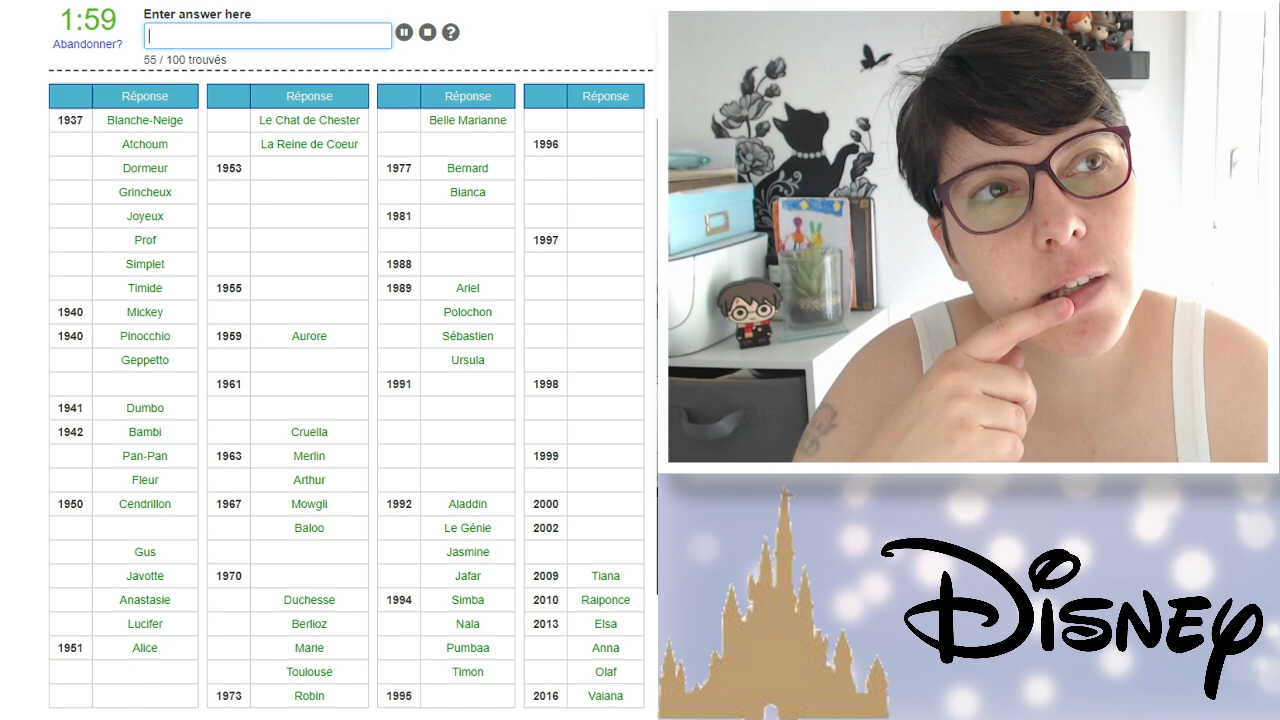 1:59
Abandonner?
Enter answer here
55 / 100 trouvés
Réponse
1937 Blanche-Neige
Atchoum
Dormeur
Grincheux
Joyeux
Prof
Simplet
Timide
1940 Mickey
1940 Pinocchio
Geppetto
1941 Dumbo
1942 Bambi
Pan-Pan
Fleur
1950 Cendrillon
Gus
Javotte
Anastasie
Lucifer
1951 Alice
Réponse
Le Chat de Chester
La Reine de Coeur
1953
1955
1959 Aurore
1961
Cruella
1963 Merlin
Arthur
1967 Mowgli
Baloo
1970
Duchesse
Berlioz
Marie
Toulouse
1973 Robin
Réponse
Belle Marianne
1977 Bernard
Bianca
1981
1988
1989 Ariel
Polochon
Sébastien
Ursula
1991
1992 Aladdin
Le Génie
Jasmine
Jafar
1994 Simba
Nala
Pumbaa
Timon
1995
Réponse
1996
1997
1998
1999
2000
2002
2009 Tiana
2010 Raiponce
2013 Elsa
Anna
Olaf
2016 Vaiana
Disney